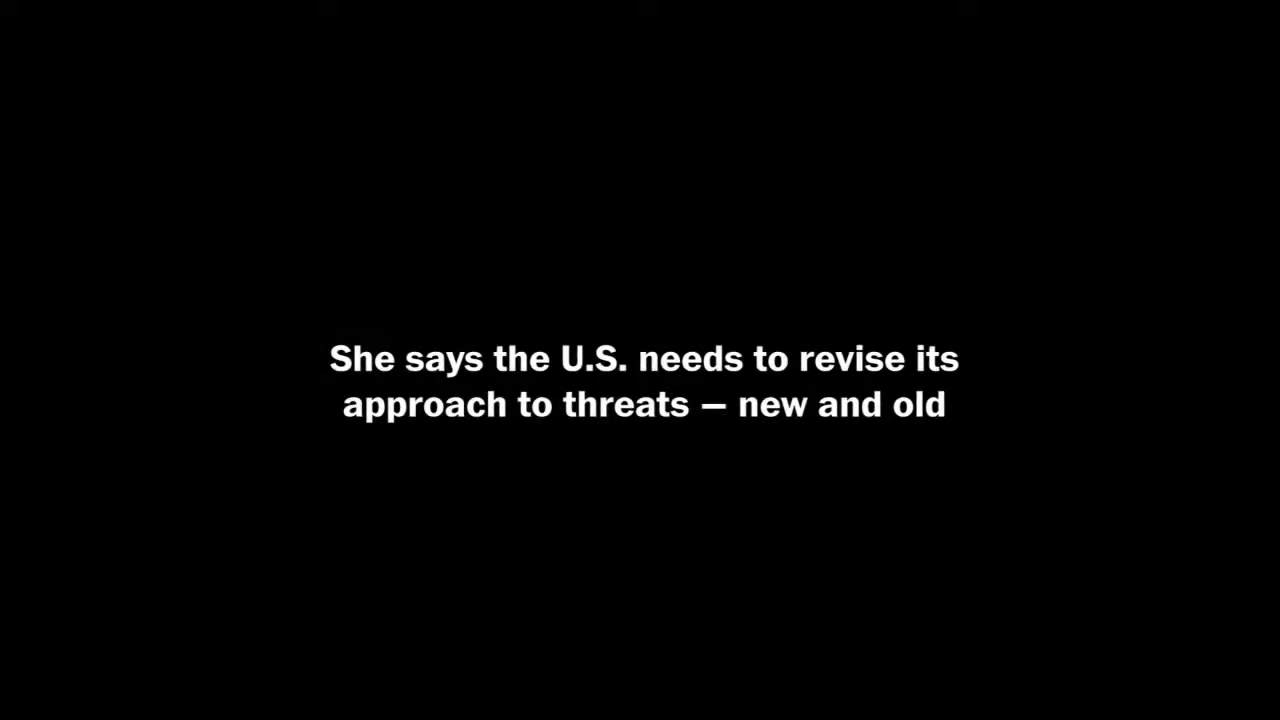 She says the U.S. needs to revise its
approach to threats — new and old